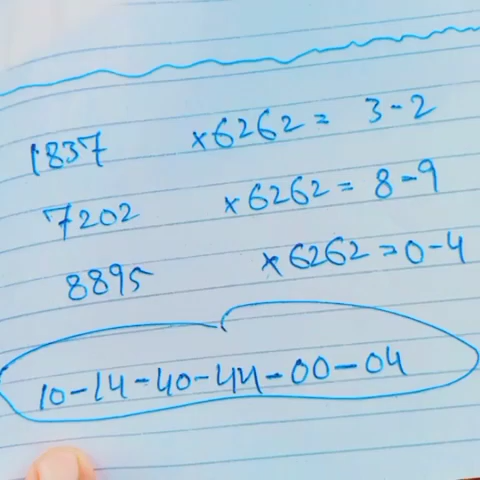 1837 ×6262 = 3-2
7202 ×6262 = 8-9
8895 ×6262 = 0-4
10-14-40-44-00-04